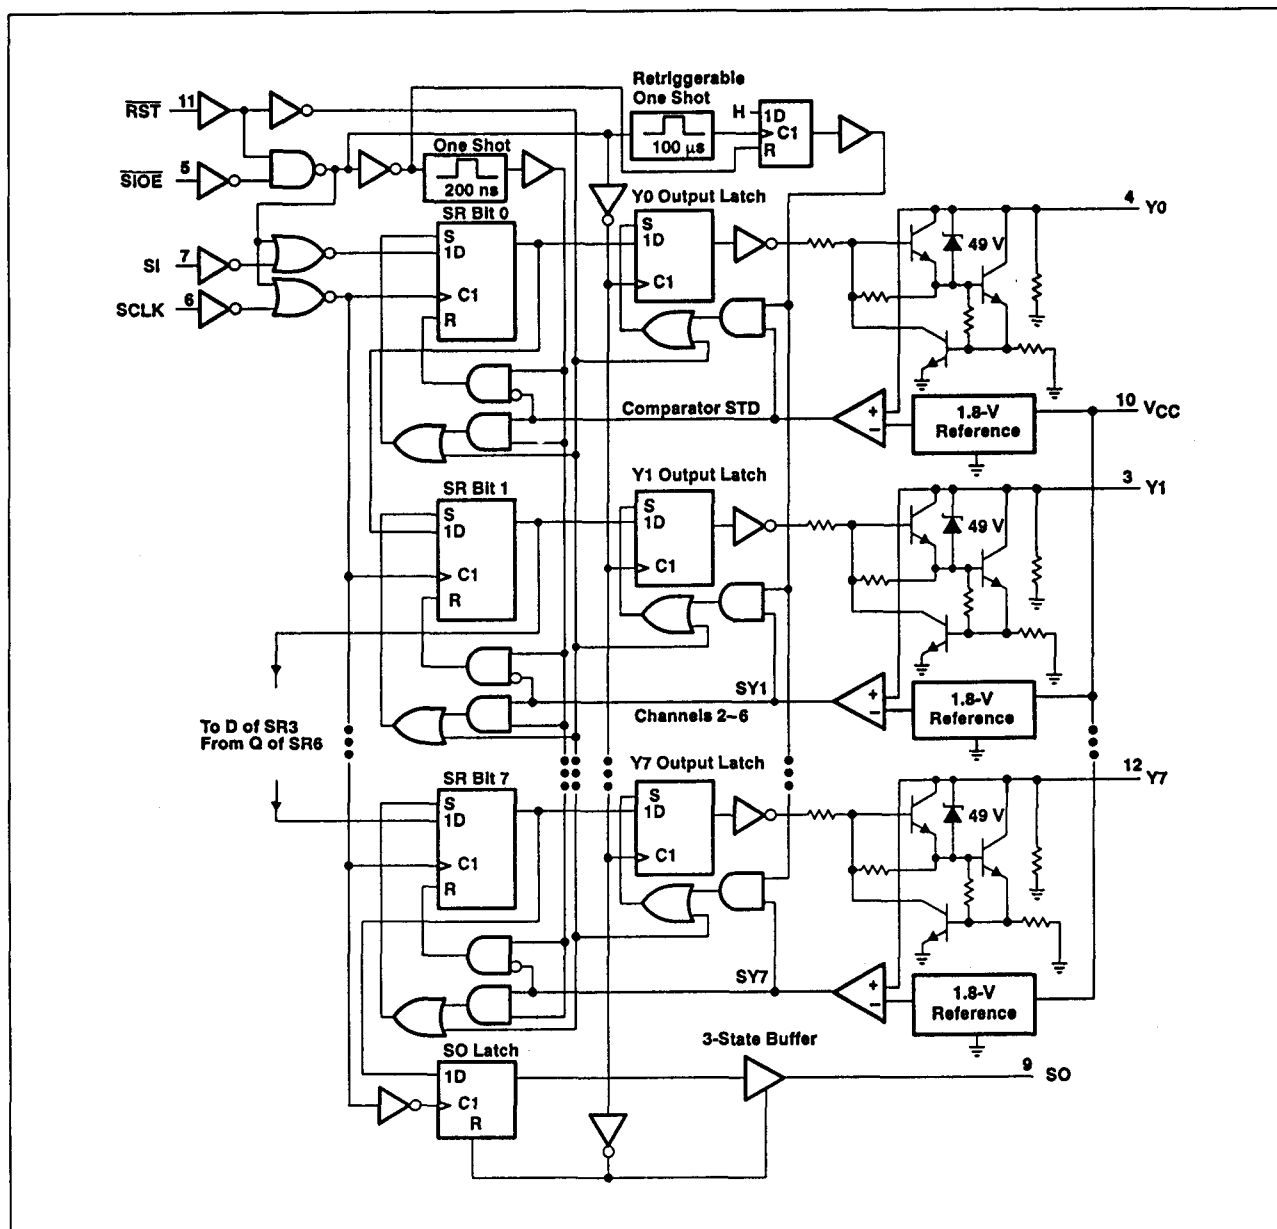 Retriggerable
One Shot
RST 11
H 1D
C1
R
100 μs
One Shot
SIOE 5
200 ns
Y0 Output Latch
4 Y0
SR Bit 0
S
1D
C1
R
S
1D
C1
49 V
SI 7
SCLK 6
Comparator STD
+
−
1.8-V
Reference
10 VCC
Y1 Output Latch
3 Y1
SR Bit 1
S
1D
C1
R
S
1D
C1
49 V
SY1
+
−
1.8-V
Reference
Channels 2~6
To D of SR3
From Q of SR6
Y7 Output Latch
12 Y7
SR Bit 7
S
1D
C1
R
S
1D
C1
49 V
SY7
+
−
1.8-V
Reference
SO Latch
3-State Buffer
1D
C1
R
9 SO